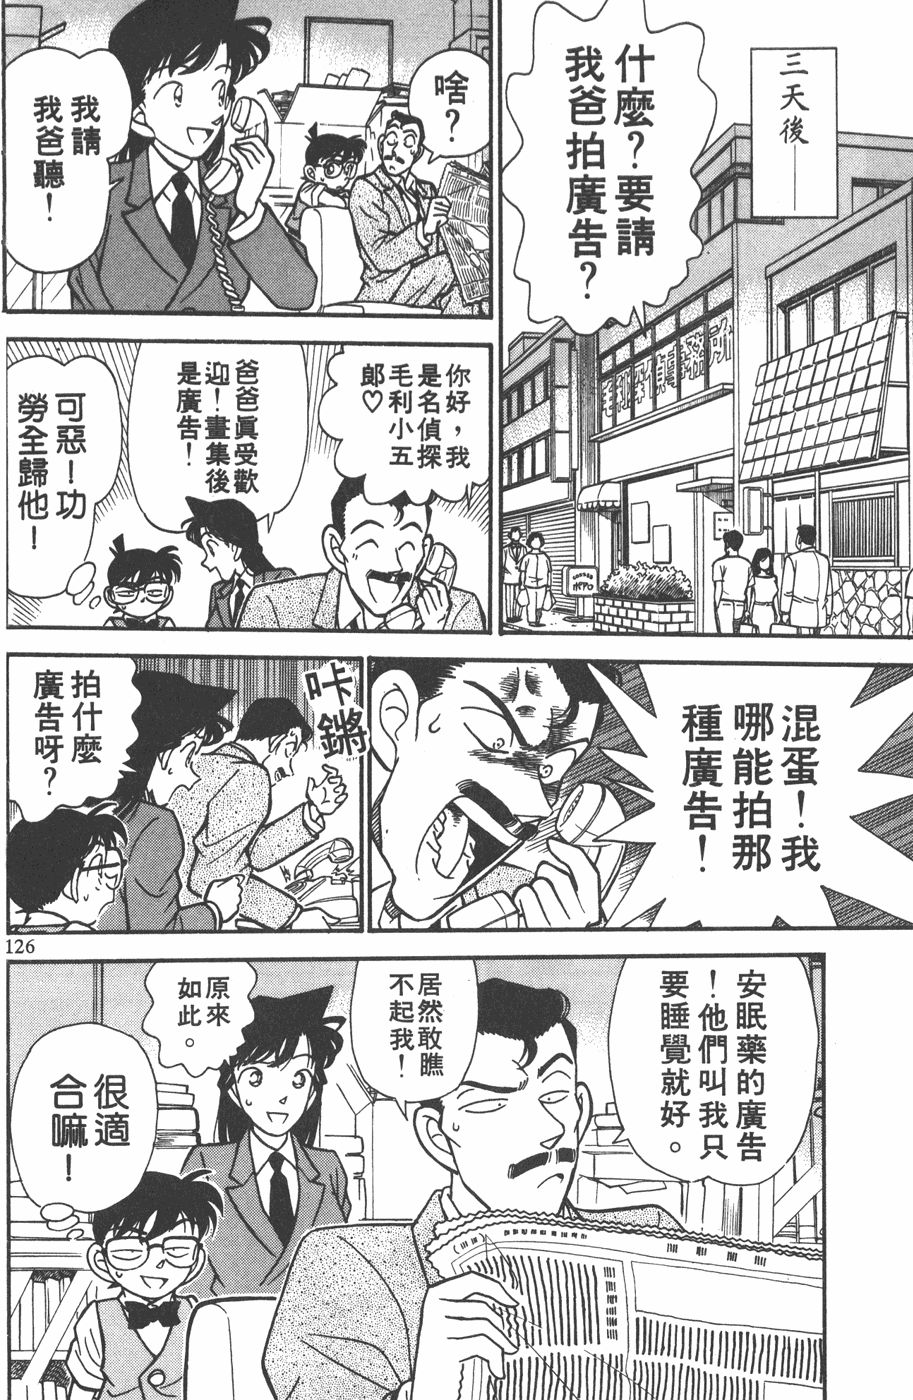 三天後──
什麼？要請
我爸拍廣告？
毛利偵探事務所
啥？
我請
我爸聽！
你好，我
是名偵探
毛利小五
郎♡
爸爸真受歡
迎！畫集後
是廣告！
可惡！功
勞全歸他！
混蛋！我
哪能拍那
種廣告！
咔鏘
拍什麼
廣告呀？
126
安眠藥的廣告
！他們叫我只
要睡覺就好。
居然敢瞧
不起我！
原來
如此。
很適
合嘛！